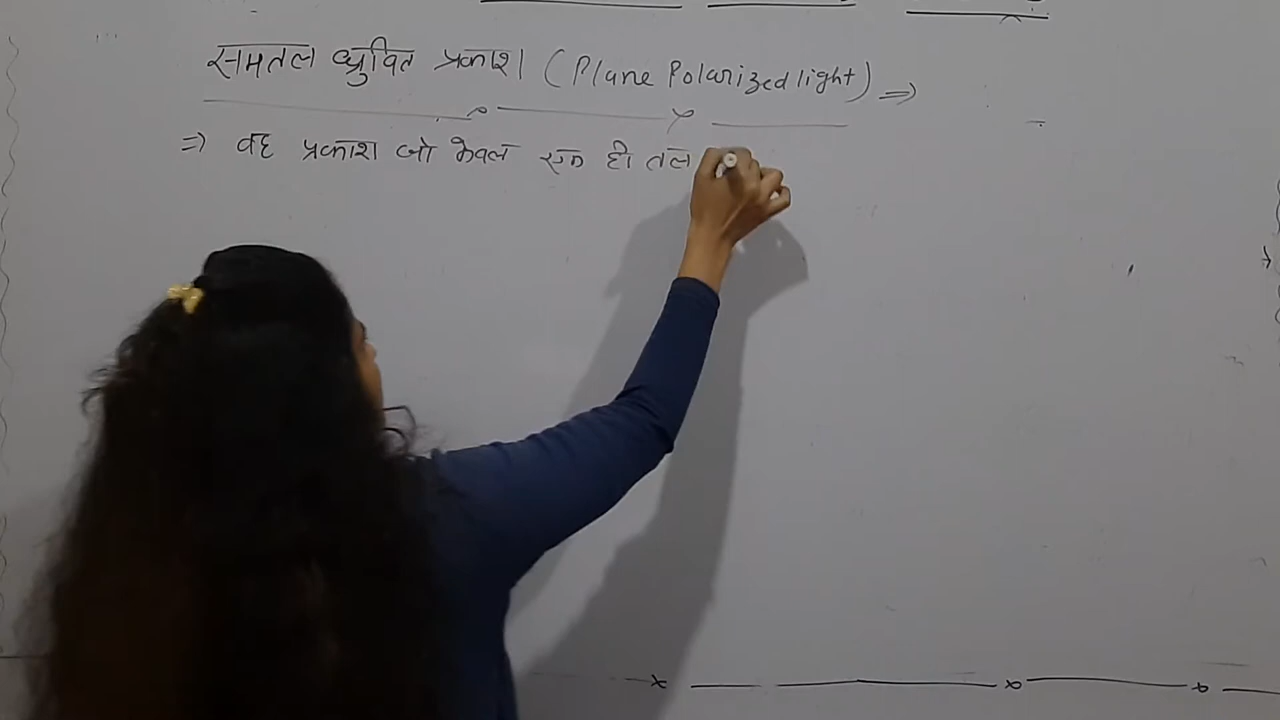 समतल ध्रुवित प्रकाश (Plane Polarized light) ⇒
⇒ वह प्रकाश जो केवल एक ही तल